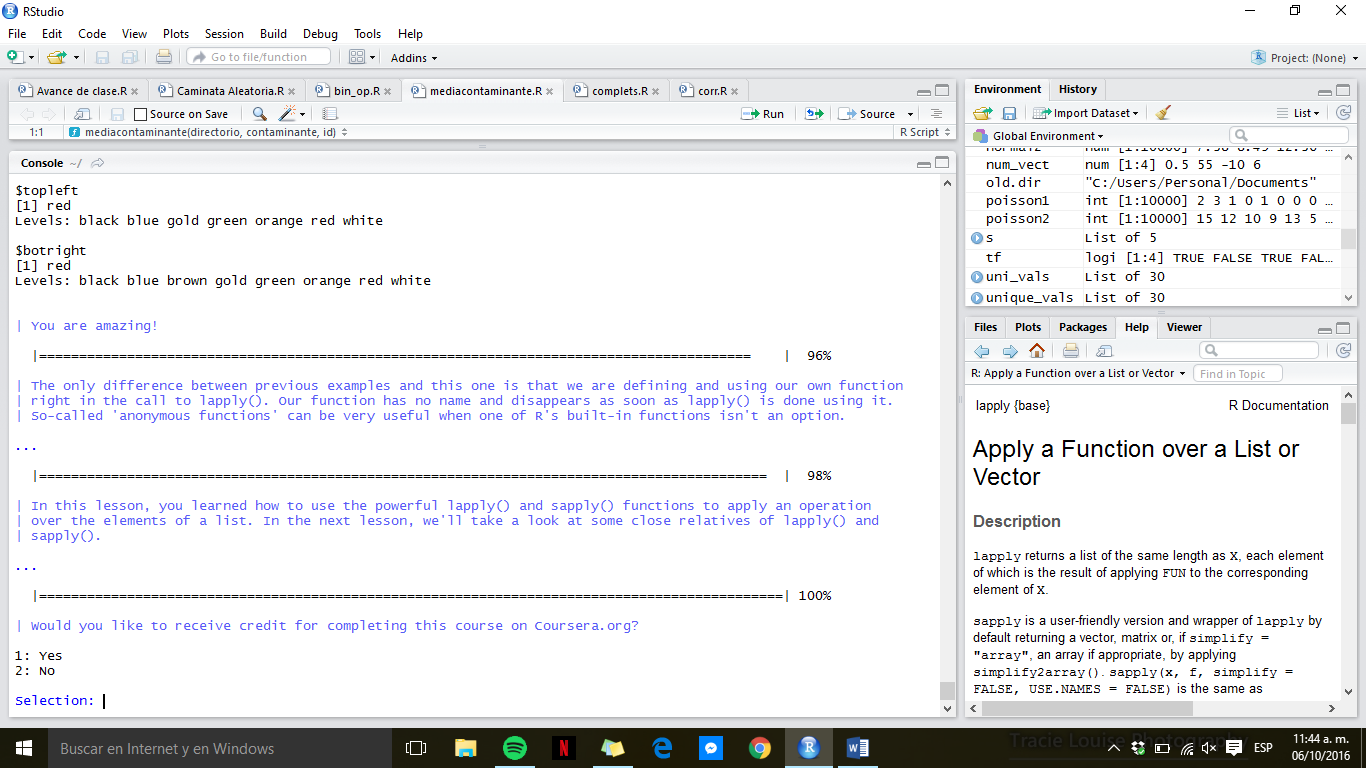 RStudio
File Edit Code View Plots Session Build Debug Tools Help
Go to file/function Addins Project: (None)
Avance de clase.R Caminata Aleatoria.R bin_op.R mediacontaminante.R complets.R corr.R
Source on Save Run Source
1:1 mediacontaminante(directorio, contaminante, id) R Script
Console ~/
$topleft
[1] red
Levels: black blue gold green orange red white
$botright
[1] red
Levels: black blue brown gold green orange red white
| You are amazing!
|=========================================================================================    |  96%
| The only difference between previous examples and this one is that we are defining and using our own function
| right in the call to lapply(). Our function has no name and disappears as soon as lapply() is done using it.
| So-called 'anonymous functions' can be very useful when one of R's built-in functions isn't an option.
...
|===========================================================================================  |  98%
| In this lesson, you learned how to use the powerful lapply() and sapply() functions to apply an operation
| over the elements of a list. In the next lesson, we'll take a look at some close relatives of lapply() and
| sapply().
...
|=============================================================================================| 100%
| Would you like to receive credit for completing this course on Coursera.org?
1: Yes
2: No
Selection:
Environment History
Import Dataset List
Global Environment
num_vect num [1:4] 0.5 55 -10 6
old.dir "C:/Users/Personal/Documents"
poisson1 int [1:10000] 2 3 1 0 1 0 0 0 …
poisson2 int [1:10000] 15 12 10 9 13 5 …
s List of 5
tf logi [1:4] TRUE FALSE TRUE FAL…
uni_vals List of 30
unique_vals List of 30
Files Plots Packages Help Viewer
R: Apply a Function over a List or Vector Find in Topic
lapply {base} R Documentation
Apply a Function over a List or
Vector
Description
lapply returns a list of the same length as X, each element
of which is the result of applying FUN to the corresponding
element of X.
sapply is a user-friendly version and wrapper of lapply by
default returning a vector, matrix or, if simplify =
"array", an array if appropriate, by applying
simplify2array(). sapply(x, f, simplify =
FALSE, USE.NAMES = FALSE) is the same as
Buscar en Internet y en Windows
Tracie Louise Photography
ESP
11:44 a. m.
06/10/2016